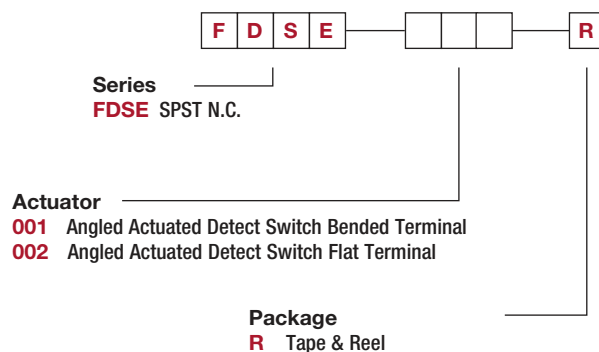 F D S E R
Series
FDSE SPST N.C.
Actuator
001 Angled Actuated Detect Switch Bended Terminal
002 Angled Actuated Detect Switch Flat Terminal
Package
R Tape & Reel